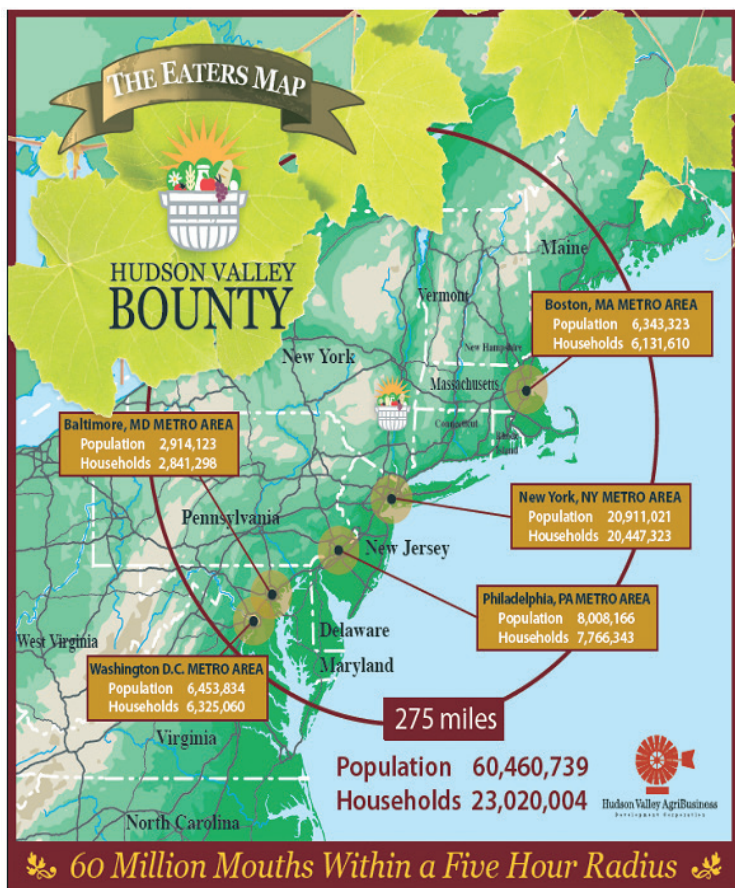 THE EATERS MAP
HUDSON VALLEY
BOUNTY
Maine
Vermont
Boston, MA METRO AREA
Population 6,343,323
Households 6,131,610
New Hampshire
New York
Massachusetts
Baltimore, MD METRO AREA
Population 2,914,123
Households 2,841,298
Connecticut
Rhode
Island
New York, NY METRO AREA
Population 20,911,021
Households 20,447,323
Pennsylvania
New Jersey
Philadelphia, PA METRO AREA
Population 8,008,166
Households 7,766,343
West Virginia
Delaware
Maryland
Washington D.C. METRO AREA
Population 6,453,834
Households 6,325,060
275 miles
Virginia
Population 60,460,739
Households 23,020,004
Hudson Valley AgriBusiness
Development Corporation
North Carolina
60 Million Mouths Within a Five Hour Radius